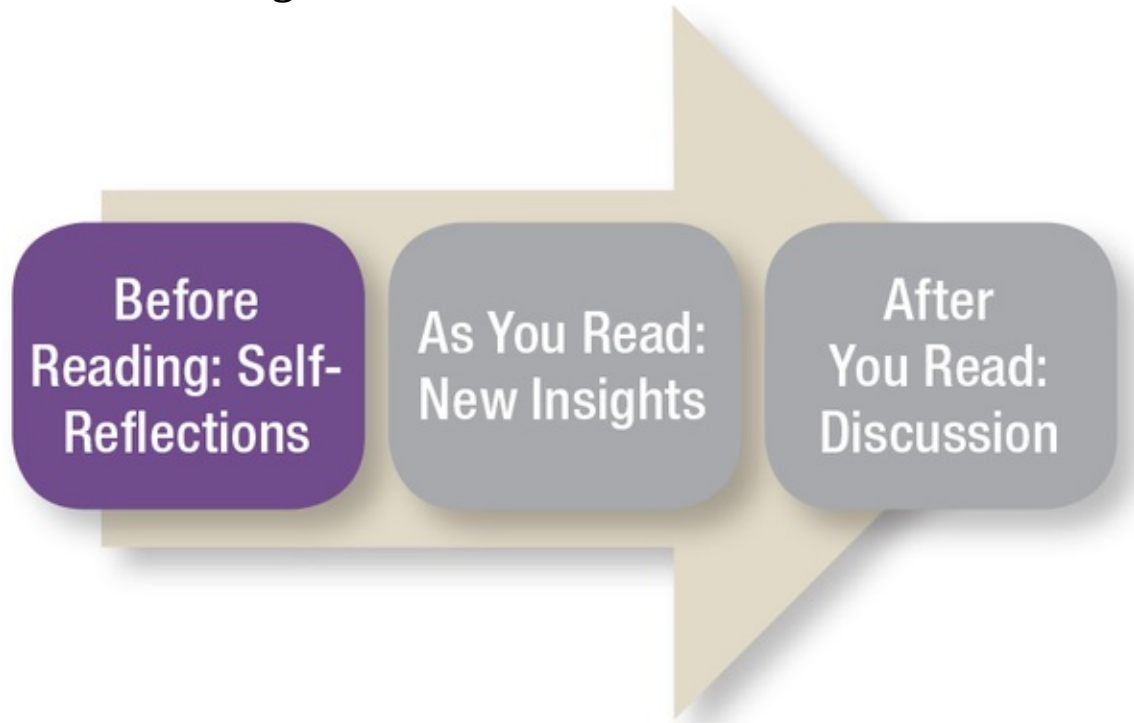 Before
Reading: Self-
Reflections
As You Read:
New Insights
After
You Read:
Discussion